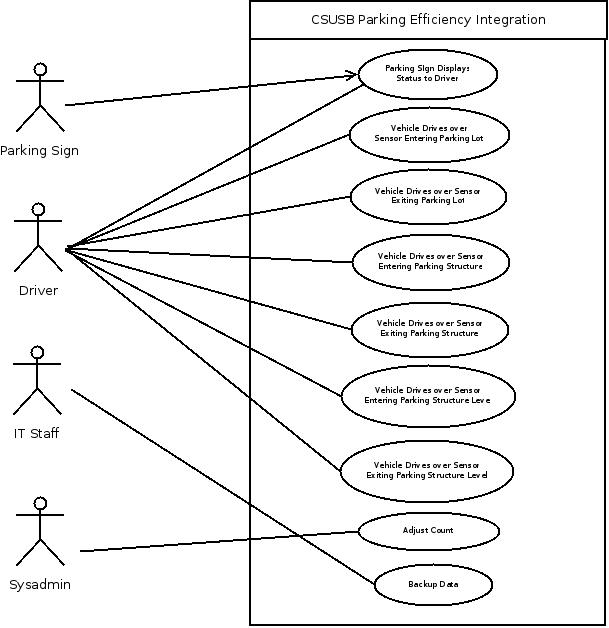 CSUSB Parking Efficiency Integration
Parking Sign Displays
Status to Driver
Parking Sign
Vehicle Drives over
Sensor Entering Parking Lot
Vehicle Drives over Sensor
Exiting Parking Lot
Driver
Vehicle Drives over Sensor
Entering Parking Structure
Vehicle Drives over Sensor
Exiting Parking Structure
IT Staff
Vehicle Drives over Sensor
Entering Parking Structure Leve
Vehicle Drives over Sensor
Exiting Parking Structure Level
Sysadmin
Adjust Count
Backup Data